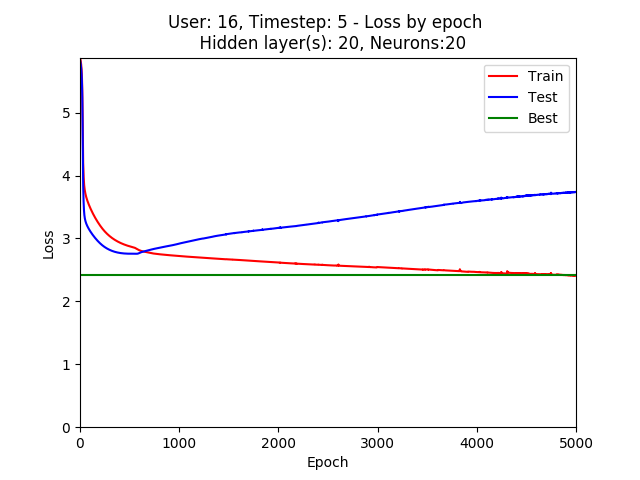 User: 16, Timestep: 5 - Loss by epoch
Hidden layer(s): 20, Neurons:20
Train
Test
Best
Loss
5
4
3
2
1
0
0 1000 2000 3000 4000 5000
Epoch